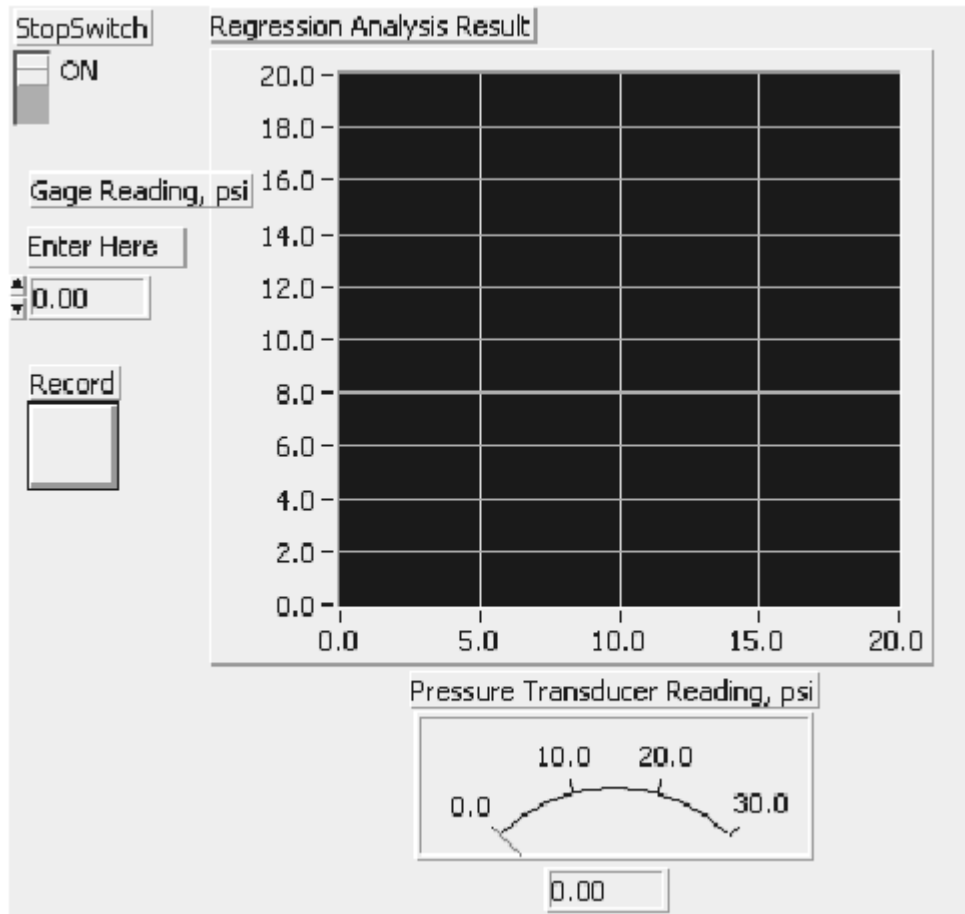 StopSwitch
ON
Regression Analysis Result
Gage Reading, psi
Enter Here
0.00
Record
20.0
18.0
16.0
14.0
12.0
10.0
8.0
6.0
4.0
2.0
0.0
0.0 5.0 10.0 15.0 20.0
Pressure Transducer Reading, psi
10.0 20.0
0.0 30.0
0.00